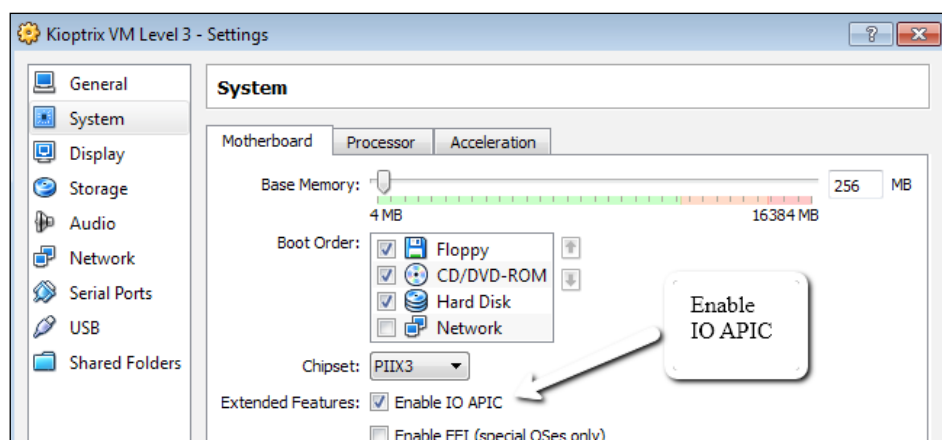 Kioptrix VM Level 3 - Settings
General
System
Display
Storage
Audio
Network
Serial Ports
USB
Shared Folders
System
Motherboard Processor Acceleration
Base Memory: 256 MB
4 MB 16384 MB
Boot Order: Floppy
CD/DVD-ROM
Hard Disk
Network
Chipset: PIIX3
Extended Features: Enable IO APIC
Enable EFI (special OSes only)
Enable
IO APIC